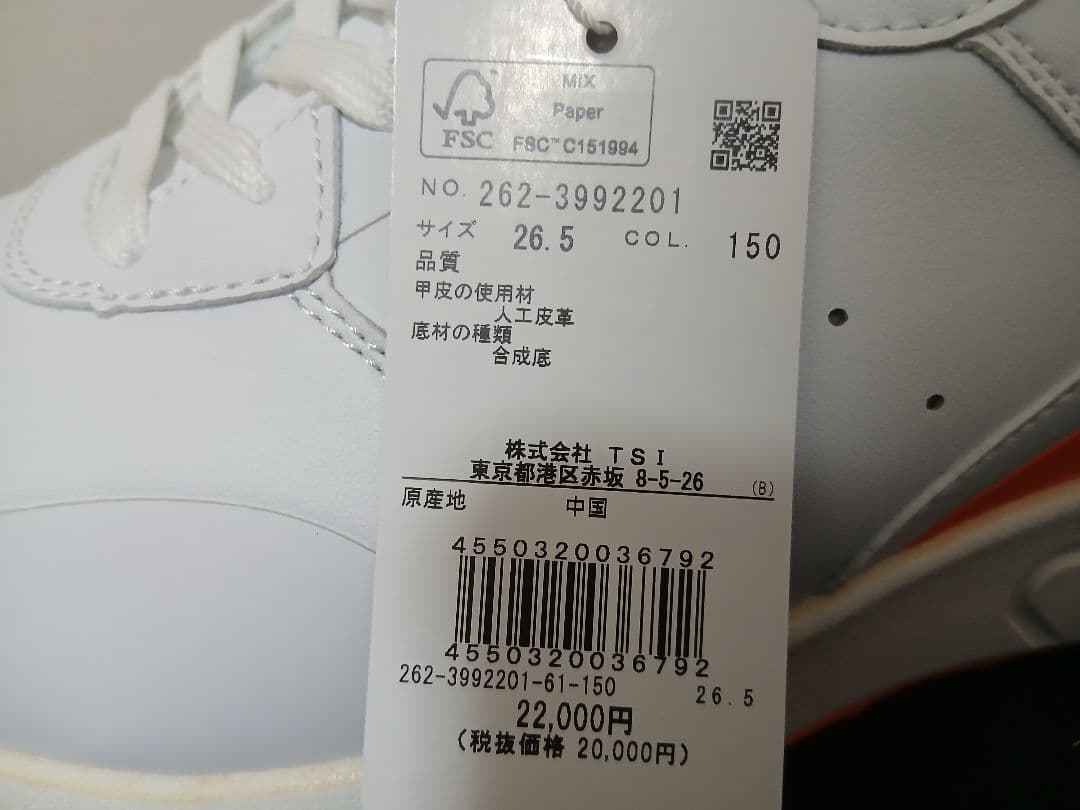 MIX
Paper
FSC™ C151994
FSC™
NO. 262-3992201
サイズ 26.5 COL. 150
品質
甲皮の使用材
人工皮革
底材の種類
合成底
株式会社 TSI
東京都港区赤坂 8-5-26 (B)
原産地 中国
4550320036792
4550320036792
262-3992201-61-150 26.5
22,000円
(税抜価格 20,000円)